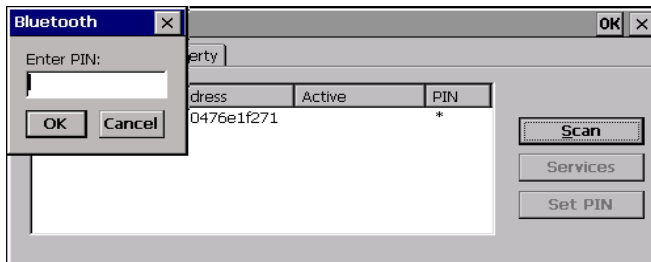 Bluetooth
OK
Enter PIN:
OK Cancel
erty
dress Active PIN
0476e1f271 *
Scan
Services
Set PIN